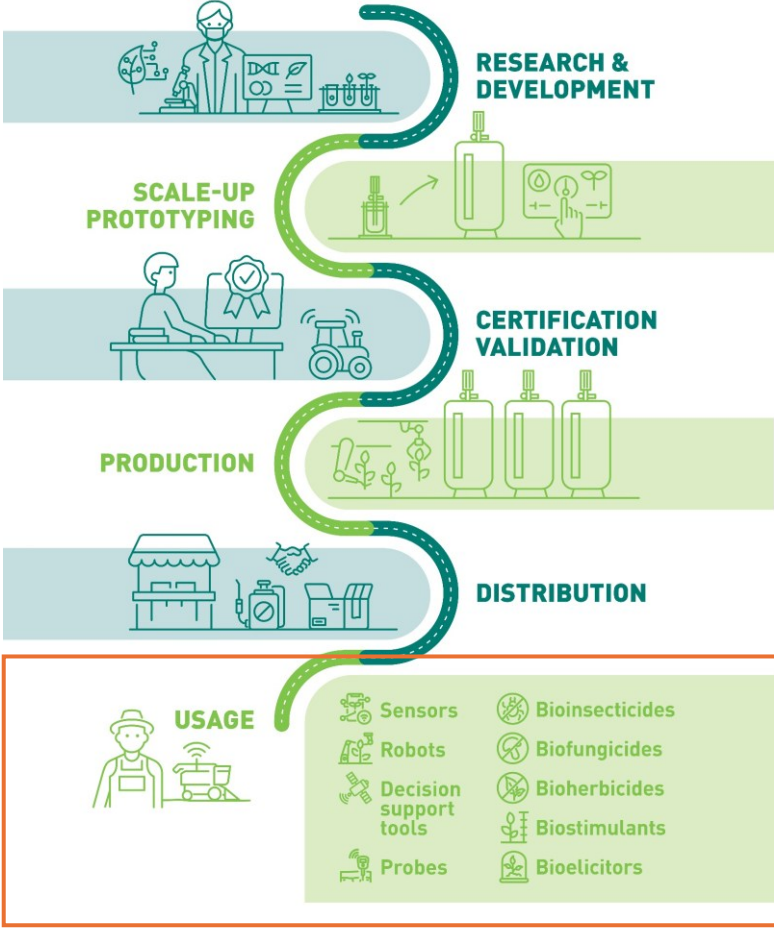 RESEARCH &
DEVELOPMENT
SCALE-UP
PROTOTYPING
CERTIFICATION
VALIDATION
PRODUCTION
DISTRIBUTION
USAGE
Sensors
Robots
Decision
support
tools
Probes
Bioinsecticides
Biofungicides
Bioherbicides
Biostimulants
Bioelicitors